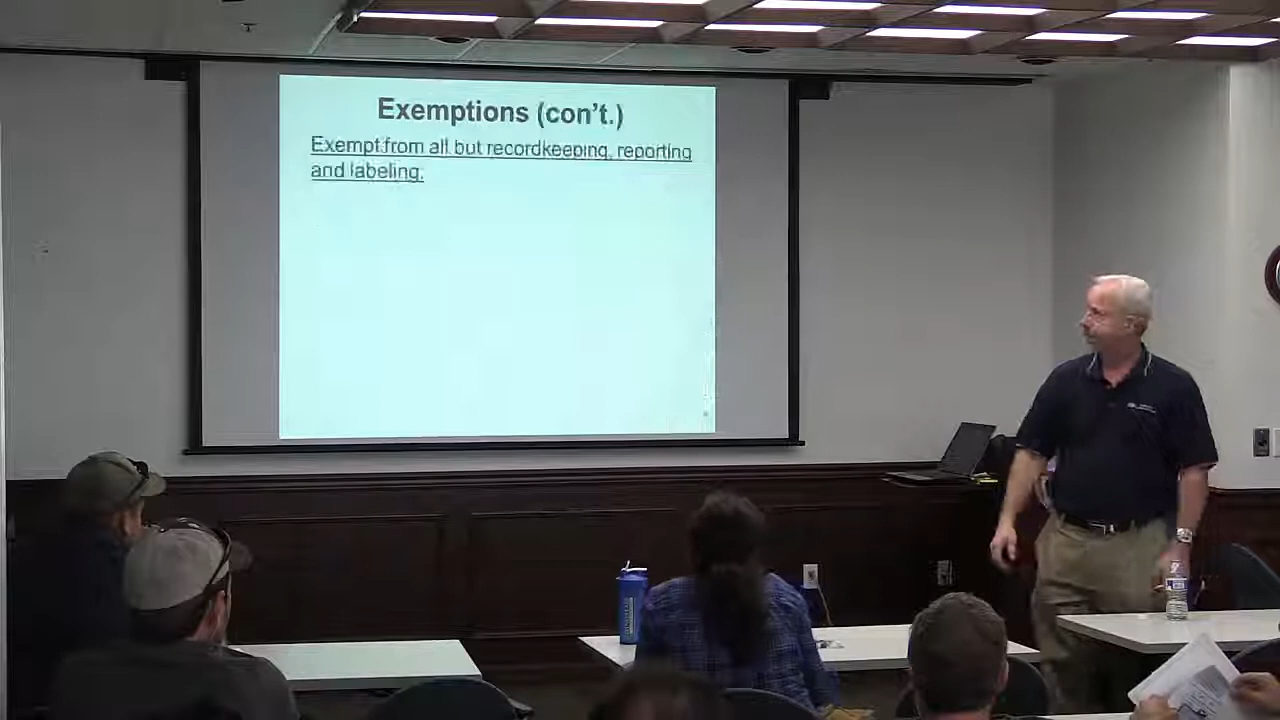 Exemptions (con't.)
Exempt from all but recordkeeping, reporting
and labeling.